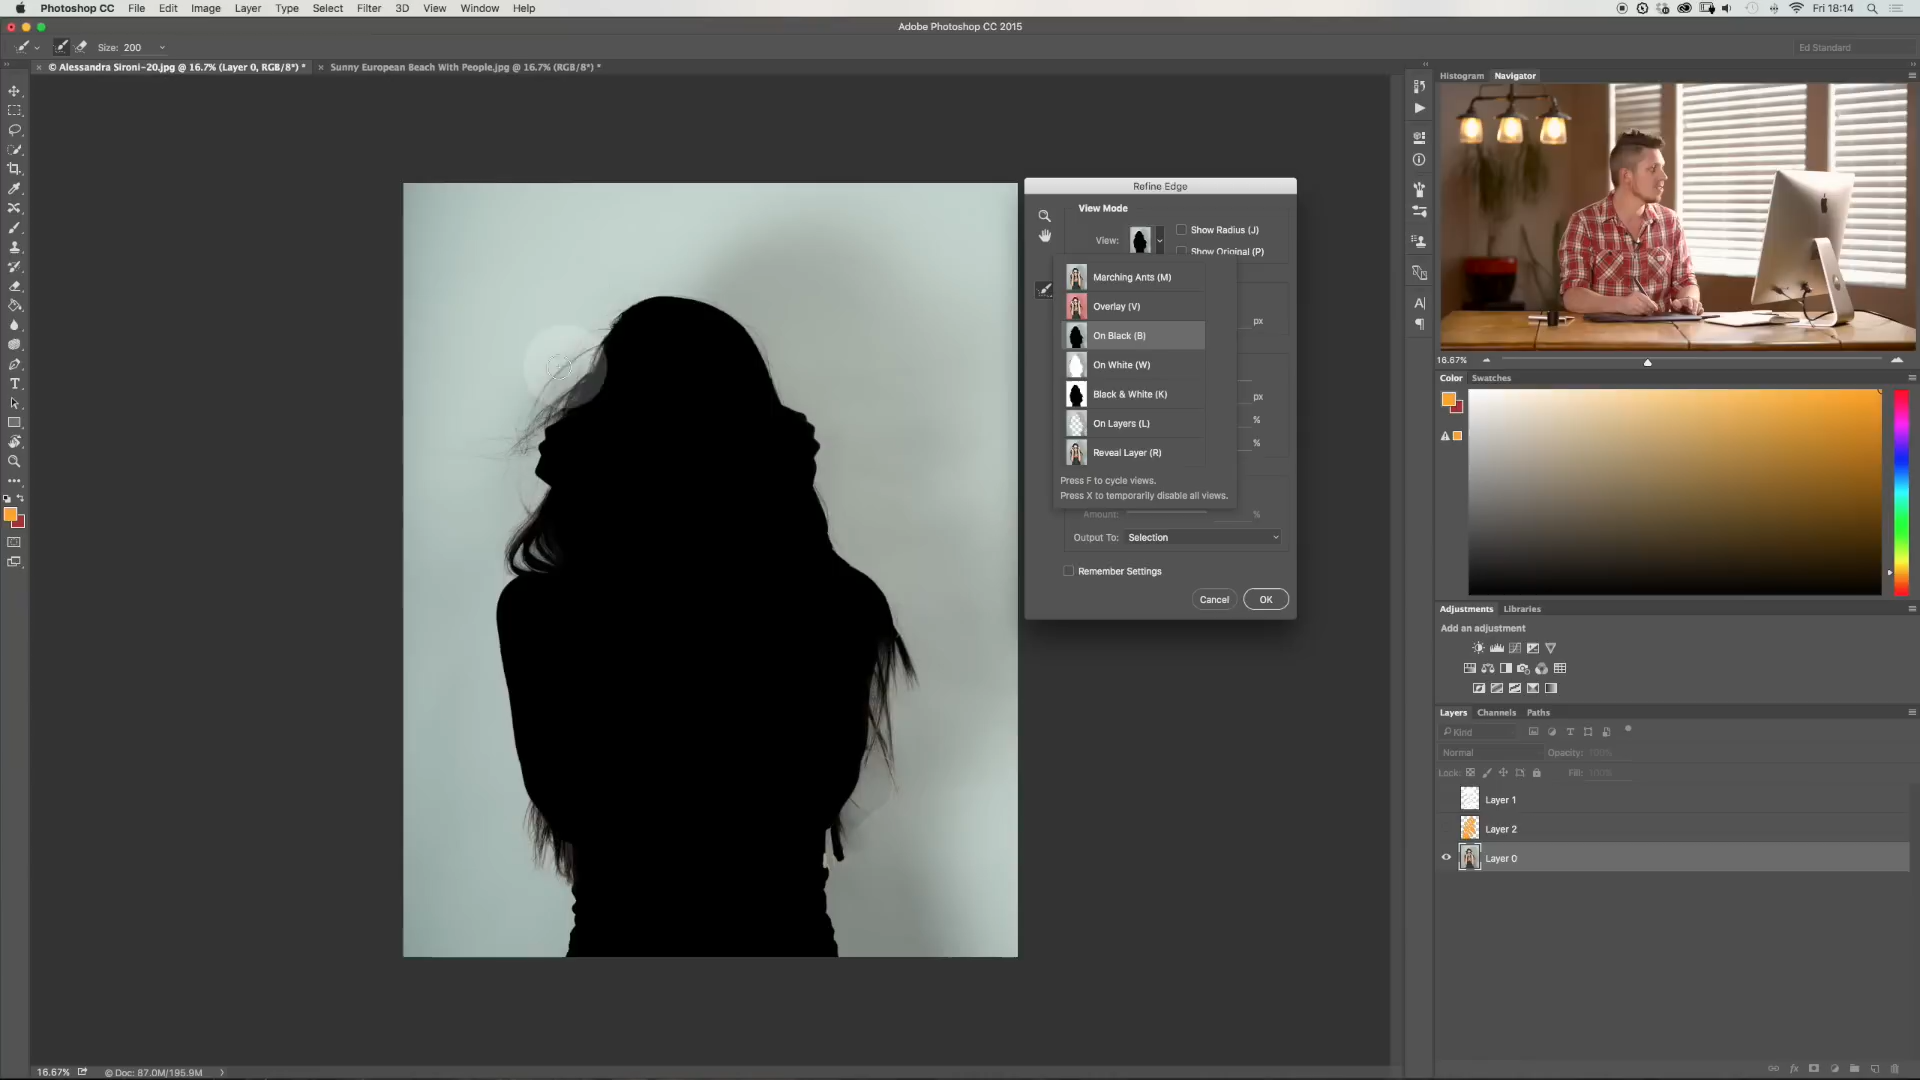 Photoshop CC File Edit Image Layer Type Select Filter 3D View Window Help Fri 18:14
Adobe Photoshop CC 2015
Size: 200 Ed Standard
× © Alessandra Sironi-20.jpg @ 16.7% (Layer 0, RGB/8*) * × Sunny European Beach With People.jpg @ 16.7% (RGB/8*) *
Histogram Navigator
Refine Edge
View Mode
View: Show Radius (J)
Show Original (P)
Marching Ants (M)
Overlay (V)
px
On Black (B)
On White (W)
Black & White (K)
px
%
On Layers (L)
%
Reveal Layer (R)
Press F to cycle views.
Press X to temporarily disable all views.
Amount: %
Output To: Selection
Remember Settings
Cancel OK
16.67%
Color Swatches
Adjustments Libraries
Add an adjustment
Layers Channels Paths
Kind
Normal Opacity: 100%
Lock: Fill: 100%
Layer 1
Layer 2
Layer 0
16.67% © Doc: 87.0M/195.9M